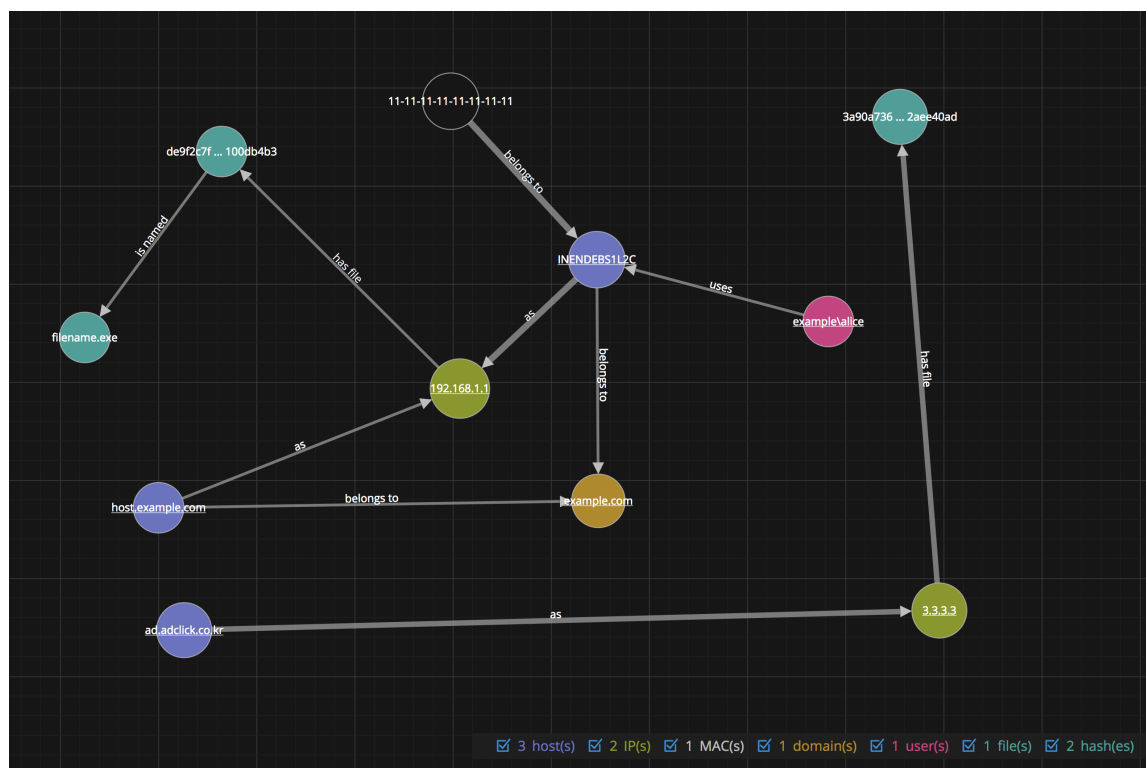 11-11-11-11-11-11-11-11
3a90a736 ... 2aee40ad
de9f2c7f ... 100db4b3
belongs to
is named
has file
INENDEBS1L2C
uses
as
example\alice
filename.exe
belongs to
has file
192.168.1.1
as
belongs to
example.com
host.example.com
as
3.3.3.3
ad.adclick.co.kr
3 host(s) 2 IP(s) 1 MAC(s) 1 domain(s) 1 user(s) 1 file(s) 2 hash(es)